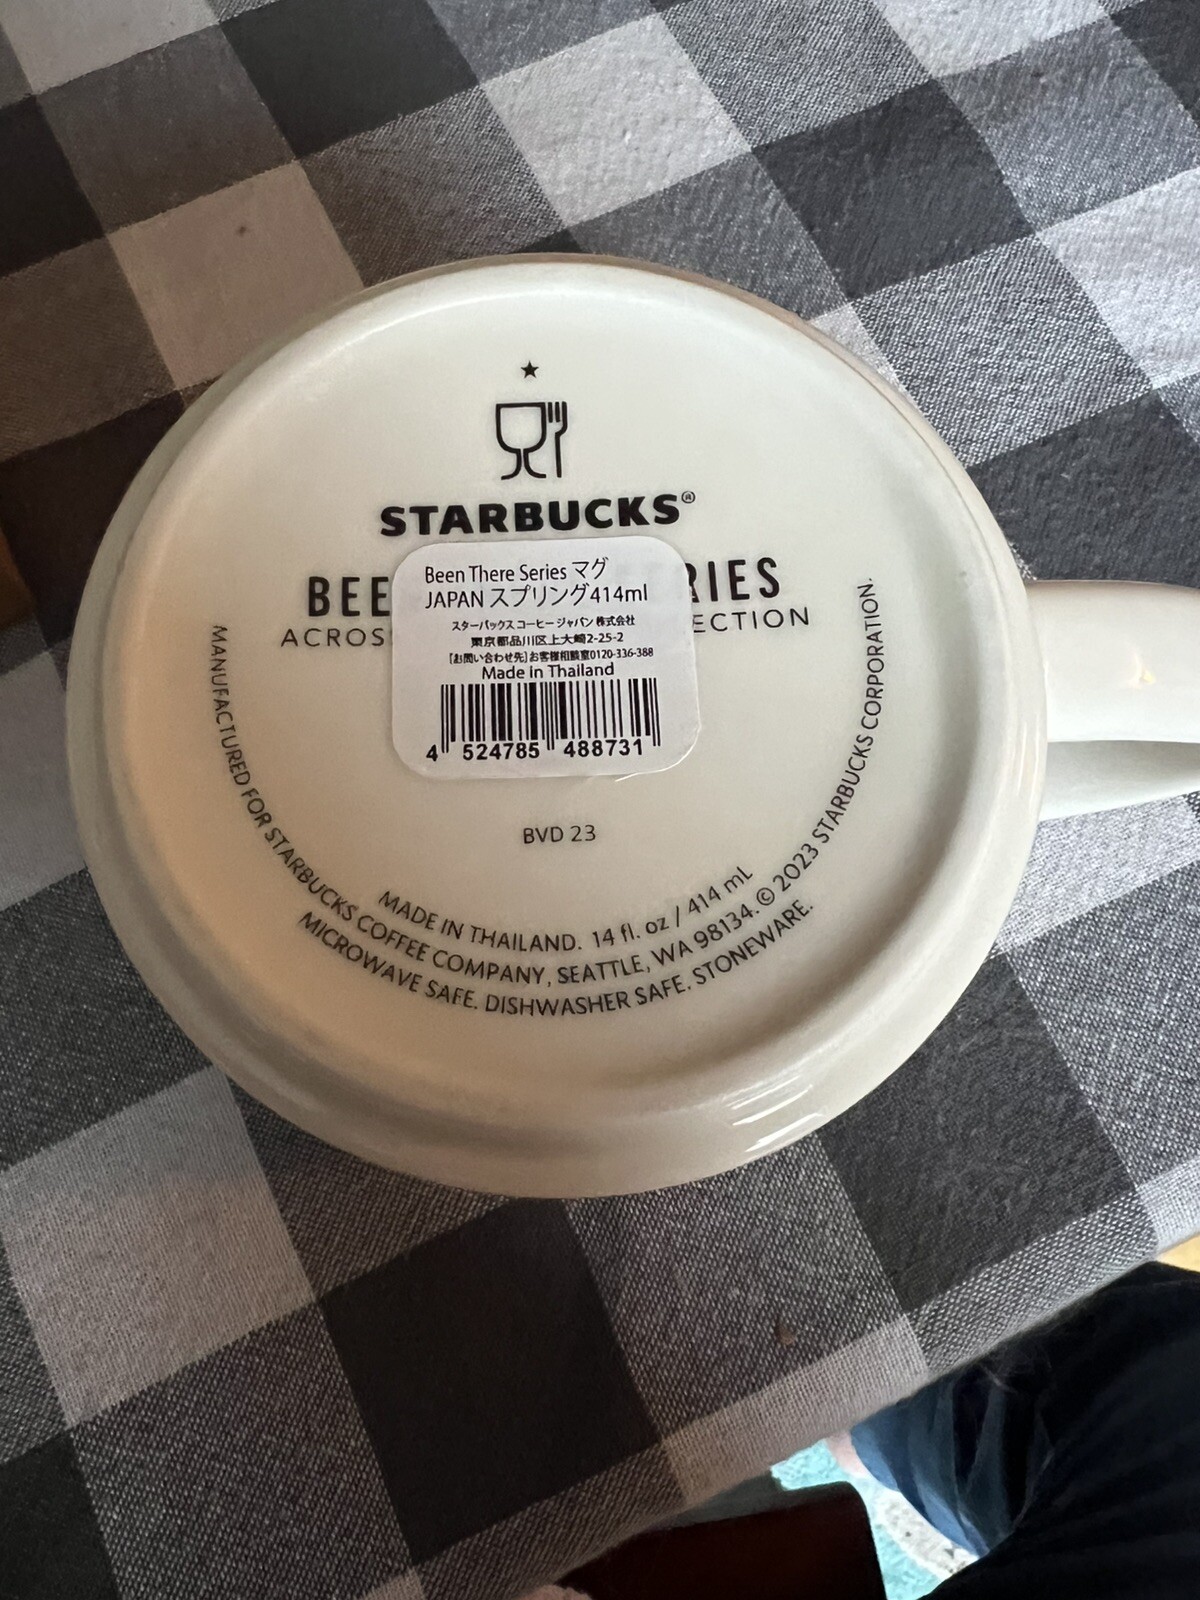 STARBUCKS®
BEE RIES
ACROS ECTION
Been There Series マグ
JAPAN スプリング414ml
スターバックス コーヒー ジャパン 株式会社
東京都品川区上大崎2-25-2
[お問い合わせ先]お客様相談室0120-336-388
Made in Thailand
4 524785 488731
BVD 23
MADE IN THAILAND. 14 fl. oz / 414 mL
MANUFACTURED FOR STARBUCKS COFFEE COMPANY, SEATTLE, WA 98134. © 2023 STARBUCKS CORPORATION.
MICROWAVE SAFE. DISHWASHER SAFE. STONEWARE.